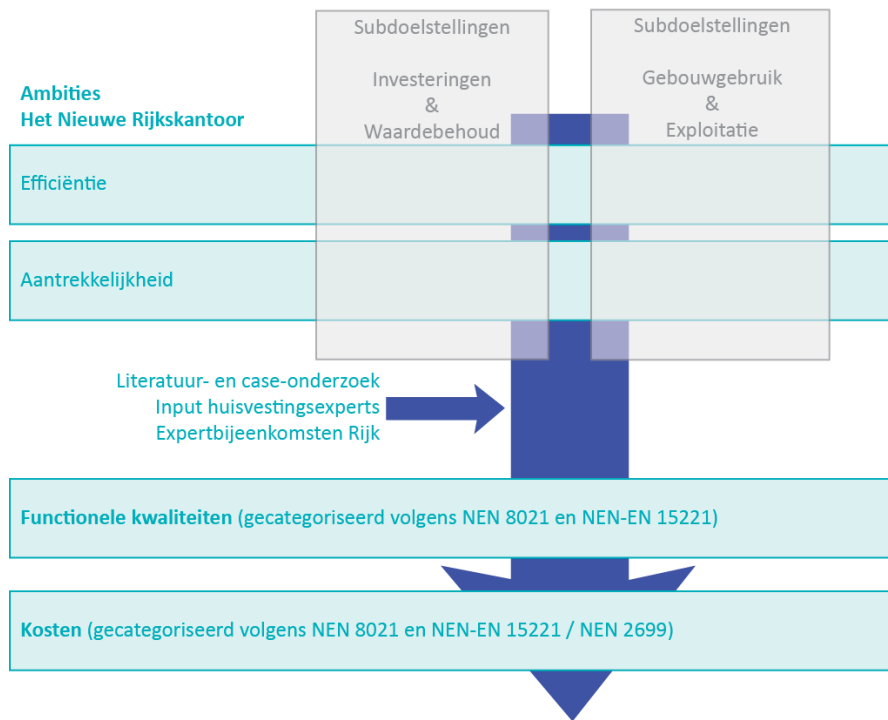 Subdoelstellingen
Investeringen
&
Waardebehoud
Subdoelstellingen
Gebouwgebruik
&
Exploitatie
Ambities
Het Nieuwe Rijkskantoor
Efficiëntie
Aantrekkelijkheid
Literatuur- en case-onderzoek
Input huisvestingsexperts
Expertbijeenkomsten Rijk
Functionele kwaliteiten (gecategoriseerd volgens NEN 8021 en NEN-EN 15221)
Kosten (gecategoriseerd volgens NEN 8021 en NEN-EN 15221 / NEN 2699)